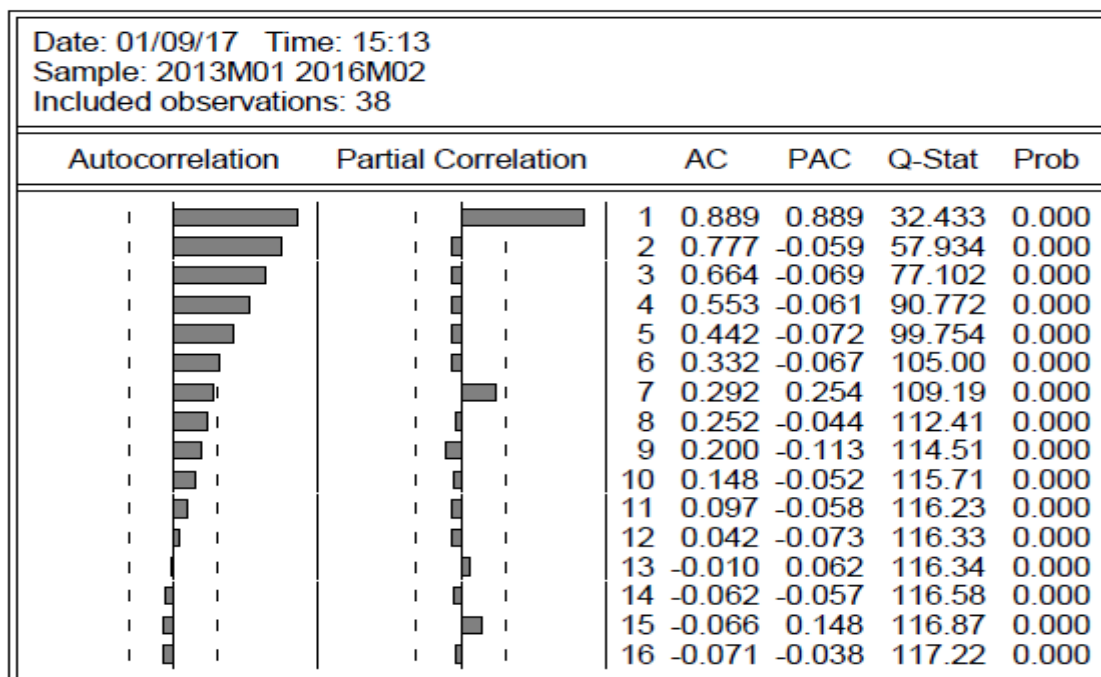 Date: 01/09/17 Time: 15:13
Sample: 2013M01 2016M02
Included observations: 38
Autocorrelation Partial Correlation AC PAC Q-Stat Prob
1 0.889 0.889 32.433 0.000
2 0.777 -0.059 57.934 0.000
3 0.664 -0.069 77.102 0.000
4 0.553 -0.061 90.772 0.000
5 0.442 -0.072 99.754 0.000
6 0.332 -0.067 105.00 0.000
7 0.292 0.254 109.19 0.000
8 0.252 -0.044 112.41 0.000
9 0.200 -0.113 114.51 0.000
10 0.148 -0.052 115.71 0.000
11 0.097 -0.058 116.23 0.000
12 0.042 -0.073 116.33 0.000
13 -0.010 0.062 116.34 0.000
14 -0.062 -0.057 116.58 0.000
15 -0.066 0.148 116.87 0.000
16 -0.071 -0.038 117.22 0.000